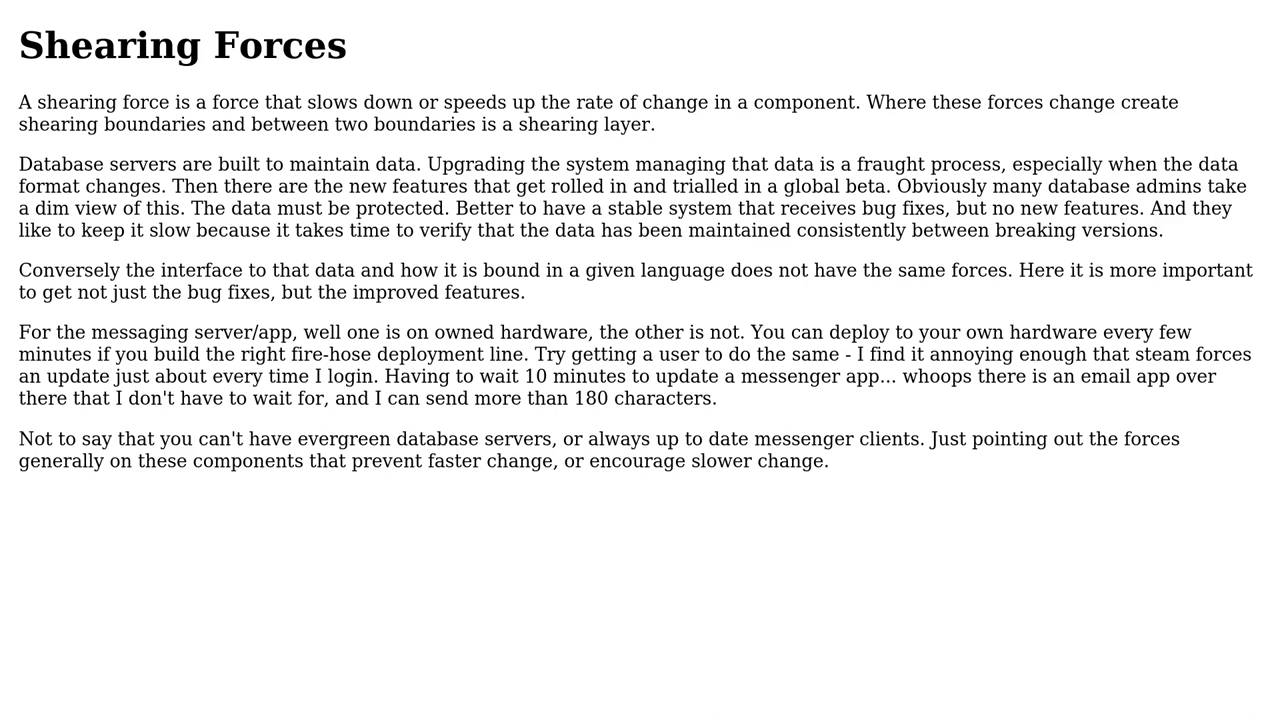 Shearing Forces
A shearing force is a force that slows down or speeds up the rate of change in a component. Where these forces change create
shearing boundaries and between two boundaries is a shearing layer.
Database servers are built to maintain data. Upgrading the system managing that data is a fraught process, especially when the data
format changes. Then there are the new features that get rolled in and trialled in a global beta. Obviously many database admins take
a dim view of this. The data must be protected. Better to have a stable system that receives bug fixes, but no new features. And they
like to keep it slow because it takes time to verify that the data has been maintained consistently between breaking versions.
Conversely the interface to that data and how it is bound in a given language does not have the same forces. Here it is more important
to get not just the bug fixes, but the improved features.
For the messaging server/app, well one is on owned hardware, the other is not. You can deploy to your own hardware every few
minutes if you build the right fire-hose deployment line. Try getting a user to do the same - I find it annoying enough that steam forces
an update just about every time I login. Having to wait 10 minutes to update a messenger app... whoops there is an email app over
there that I don't have to wait for, and I can send more than 180 characters.
Not to say that you can't have evergreen database servers, or always up to date messenger clients. Just pointing out the forces
generally on these components that prevent faster change, or encourage slower change.